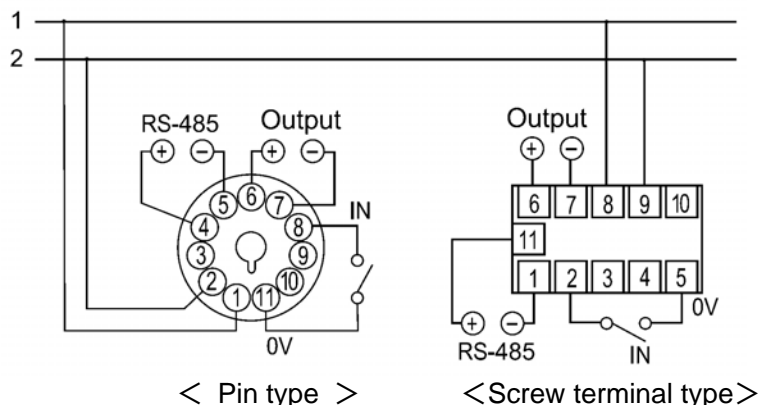 1
2
RS-485 Output
+ − + −
6
5 7
4 8 IN
3 9
2 10
1 11
0V
< Pin type >
Output
+ −
6 7 8 9 10
11
1 2 3 4 5
0V
+ −
RS-485 IN
<Screw terminal type>